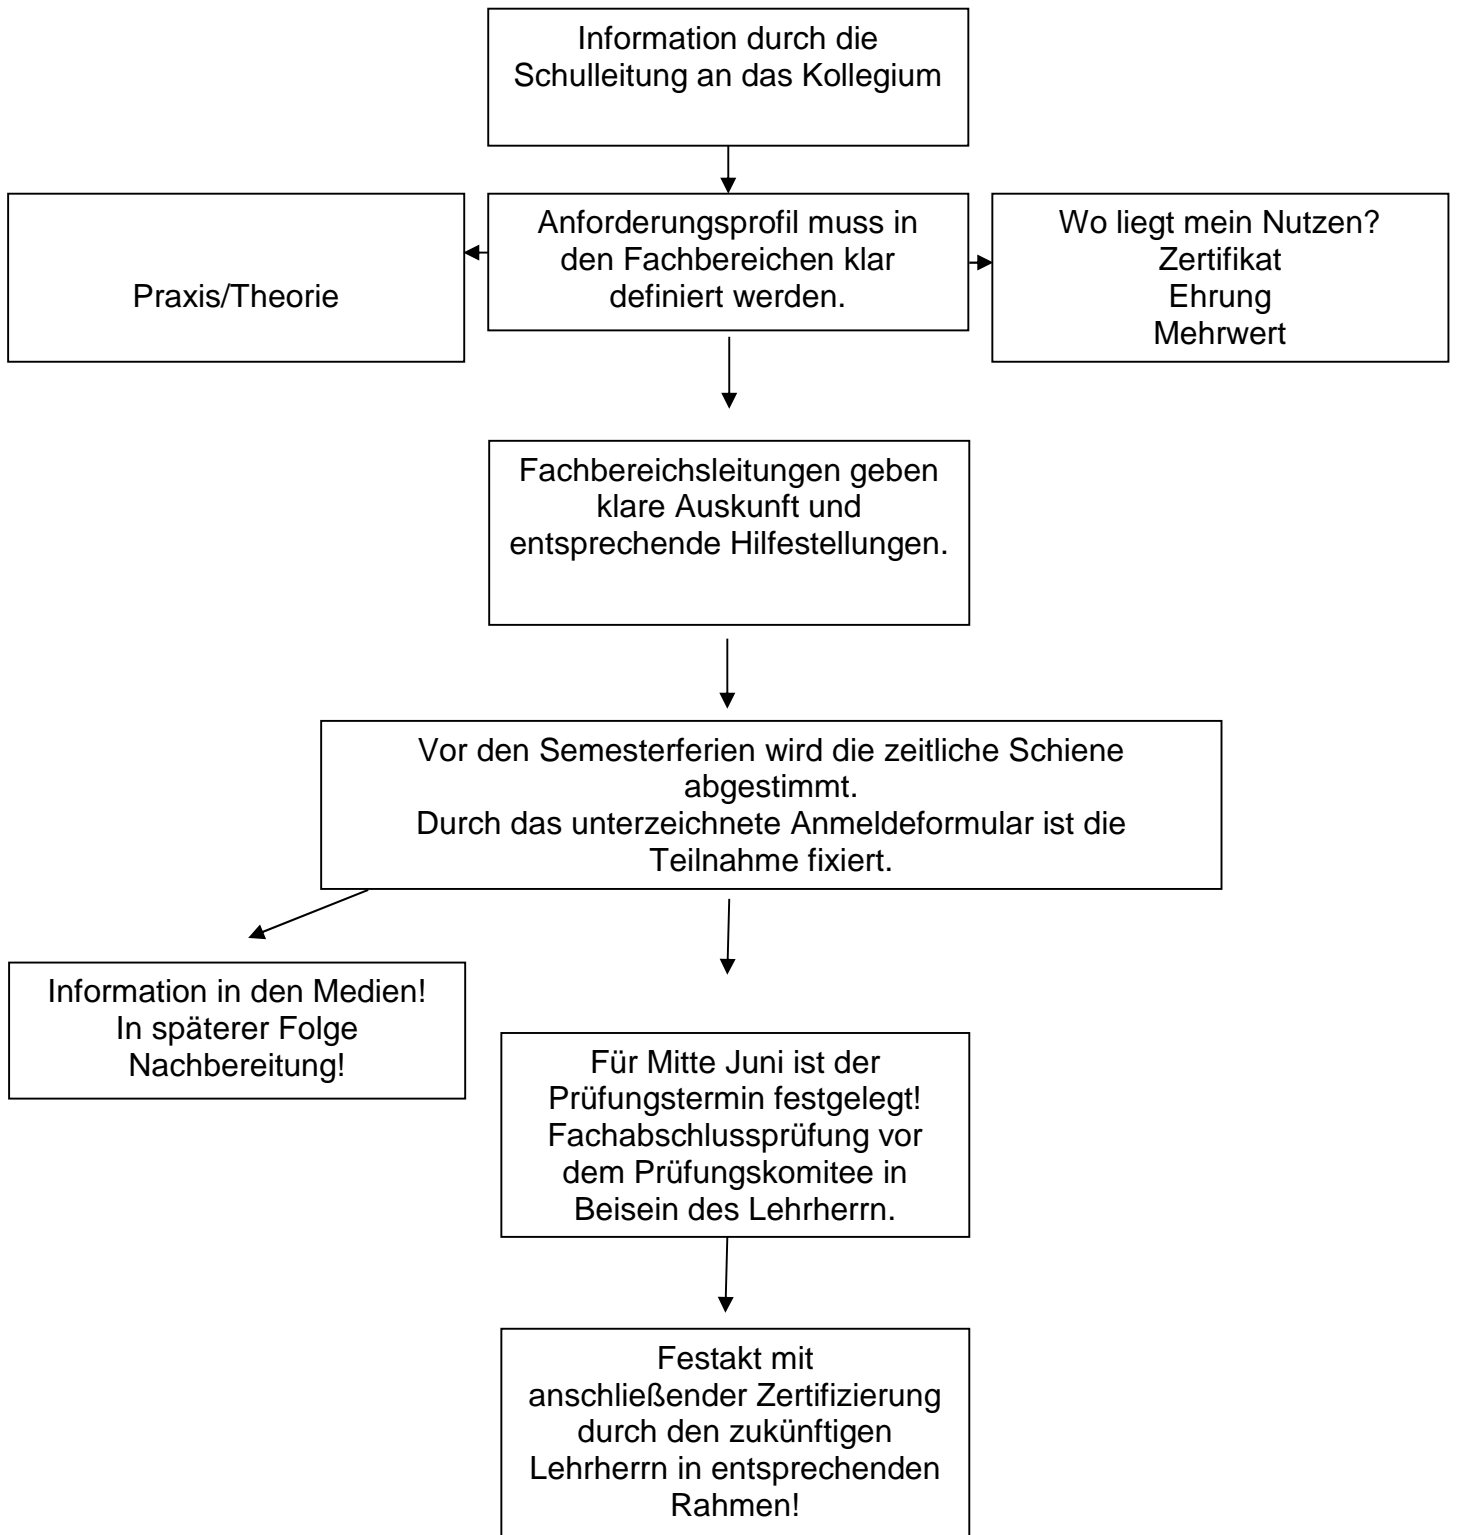 Information durch die
Schulleitung an das Kollegium
Praxis/Theorie
Anforderungsprofil muss in
den Fachbereichen klar
definiert werden.
Wo liegt mein Nutzen?
Zertifikat
Ehrung
Mehrwert
Fachbereichsleitungen geben
klare Auskunft und
entsprechende Hilfestellungen.
Vor den Semesterferien wird die zeitliche Schiene
abgestimmt.
Durch das unterzeichnete Anmeldeformular ist die
Teilnahme fixiert.
Information in den Medien!
In späterer Folge
Nachbereitung!
Für Mitte Juni ist der
Prüfungstermin festgelegt!
Fachabschlussprüfung vor
dem Prüfungskomitee in
Beisein des Lehrherrn.
Festakt mit
anschließender Zertifizierung
durch den zukünftigen
Lehrherrn in entsprechenden
Rahmen!